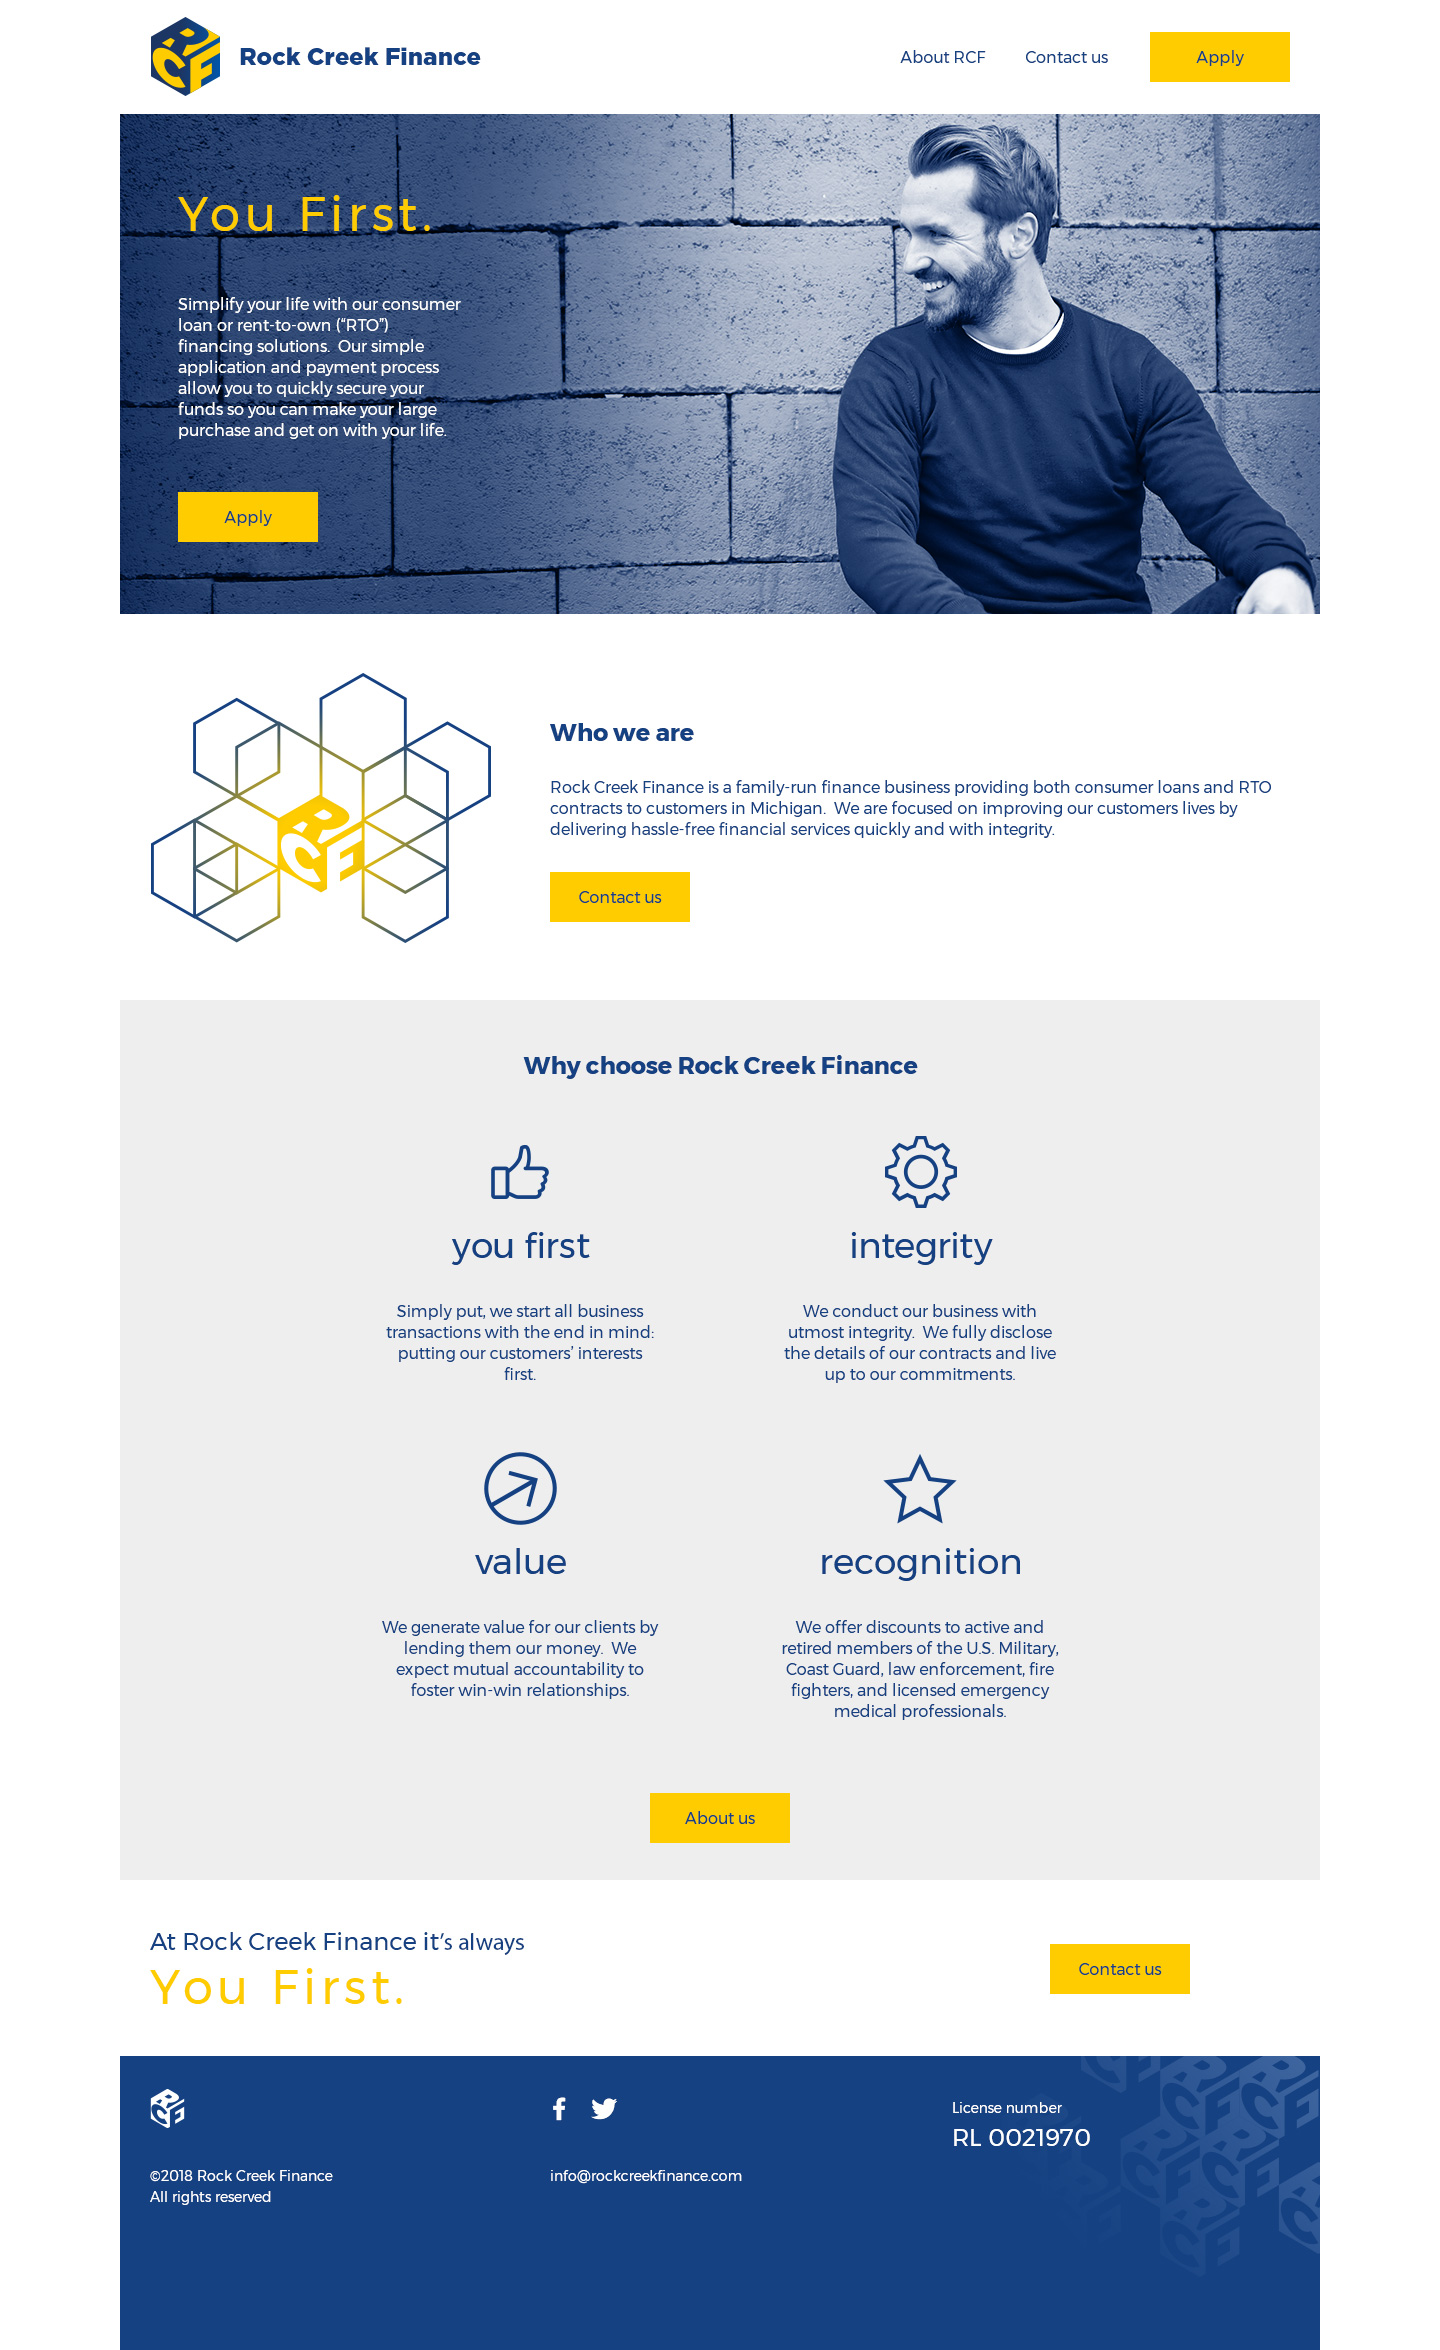 RCF
Rock Creek Finance
About RCF
Contact us
Apply
You First.
Simplify your life with our consumer
loan or rent-to-own (“RTO”)
financing solutions.  Our simple
application and payment process
allow you to quickly secure your
funds so you can make your large
purchase and get on with your life.
Apply
RCF
Who we are
Rock Creek Finance is a family-run finance business providing both consumer loans and RTO
contracts to customers in Michigan.  We are focused on improving our customers lives by
delivering hassle-free financial services quickly and with integrity.
Contact us
Why choose Rock Creek Finance
you first
Simply put, we start all business
transactions with the end in mind:
putting our customers’ interests
first.
integrity
We conduct our business with
utmost integrity.  We fully disclose
the details of our contracts and live
up to our commitments.
value
We generate value for our clients by
lending them our money.  We
expect mutual accountability to
foster win-win relationships.
recognition
We offer discounts to active and
retired members of the U.S. Military,
Coast Guard, law enforcement, fire
fighters, and licensed emergency
medical professionals.
About us
At Rock Creek Finance it’s always
You First.
Contact us
RCF
©2018 Rock Creek Finance
All rights reserved
info@rockcreekfinance.com
License number
RL 0021970